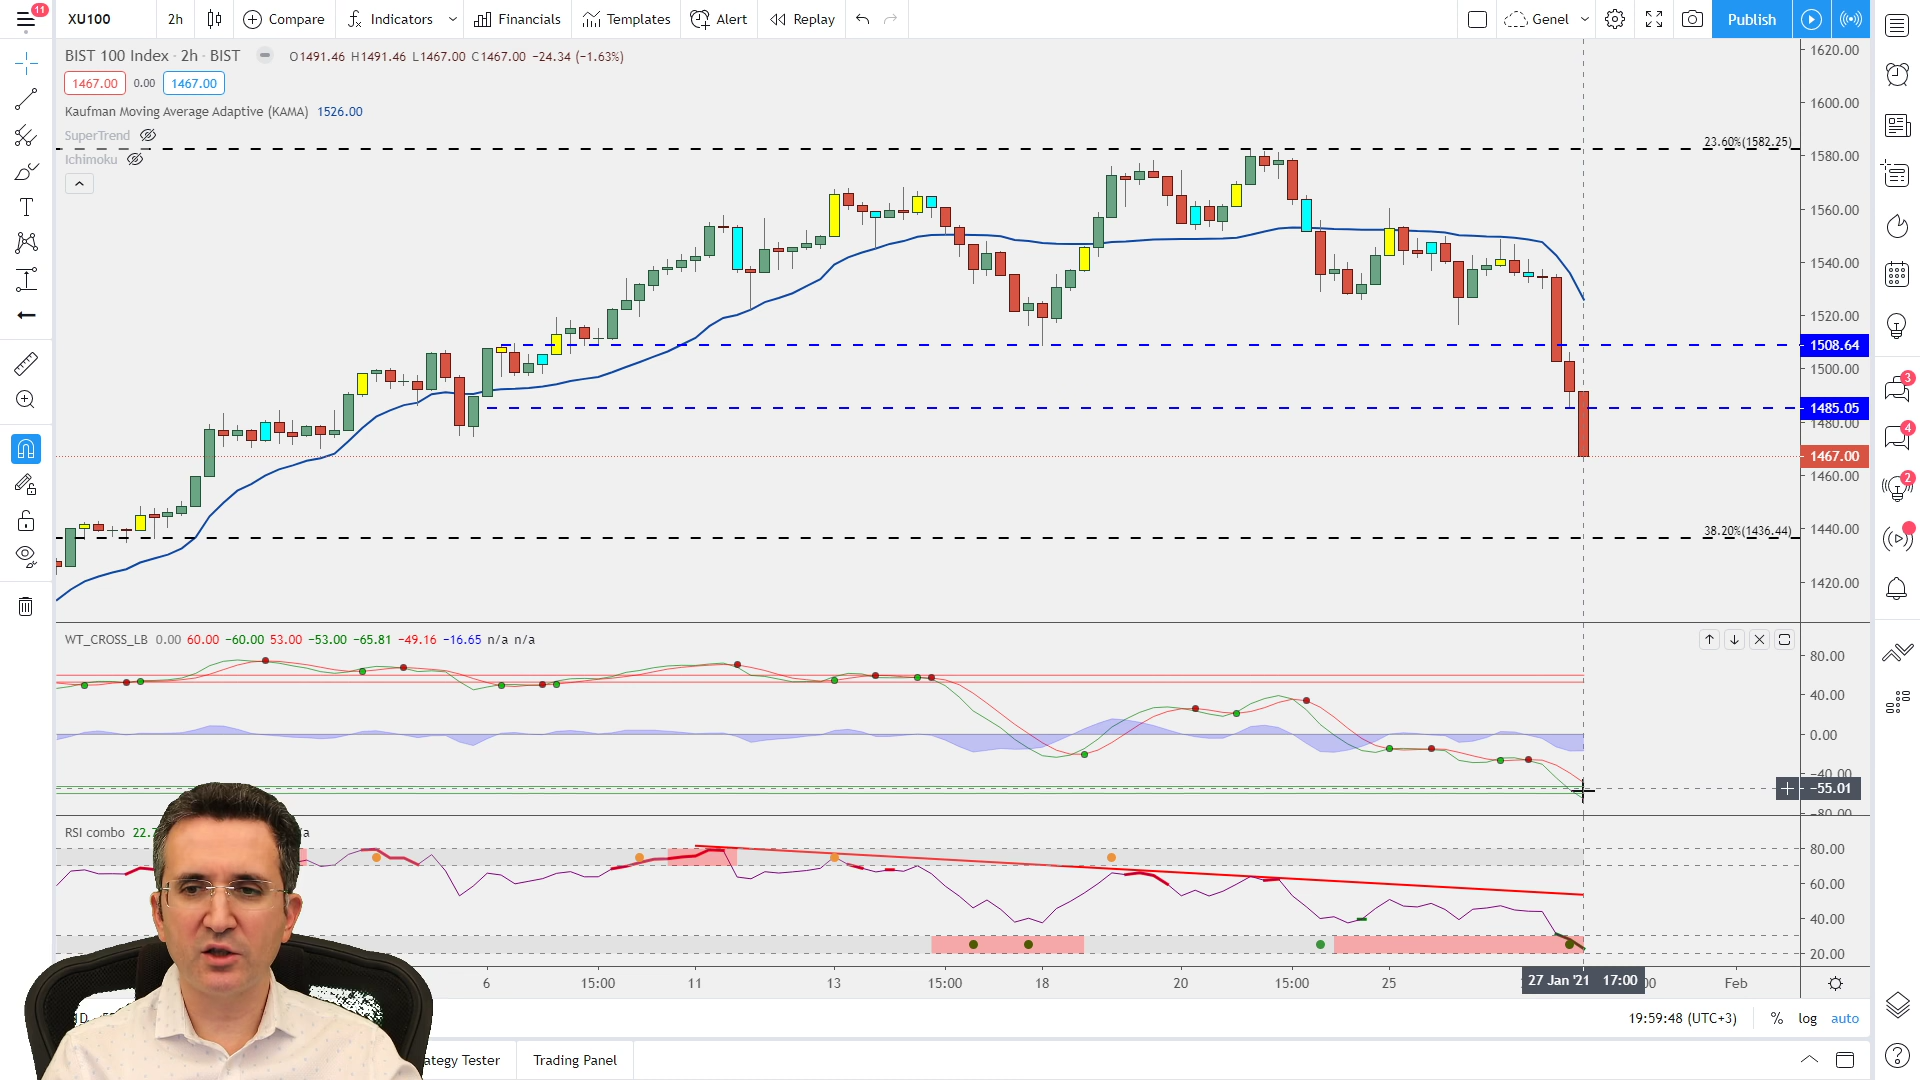 11
XU100 2h Compare Indicators Financials Templates Alert Replay Genel Publish
BIST 100 Index · 2h · BIST O1491.46 H1491.46 L1467.00 C1467.00 −24.34 (−1.63%)
1467.00 0.00 1467.00
Kaufman Moving Average Adaptive (KAMA) 1526.00
SuperTrend
Ichimoku
23.60%(1582.25)
38.20%(1436.44)
1620.00
1600.00
1580.00
1560.00
1540.00
1520.00
1508.64
1500.00
1485.05
1480.00
1467.00
1460.00
1440.00
1420.00
WT_CROSS_LB 0.00 60.00 −60.00 53.00 −53.00 −65.81 −49.16 −16.65 n/a n/a
80.00
40.00
0.00
−40.00
−55.01
−80.00
RSI combo
80.00
60.00
40.00
20.00
6 15:00 11 13 15:00 18 20 15:00 25 27 Jan '21 17:00 Feb
19:59:48 (UTC+3) % log auto
Tester Trading Panel
3
4
2